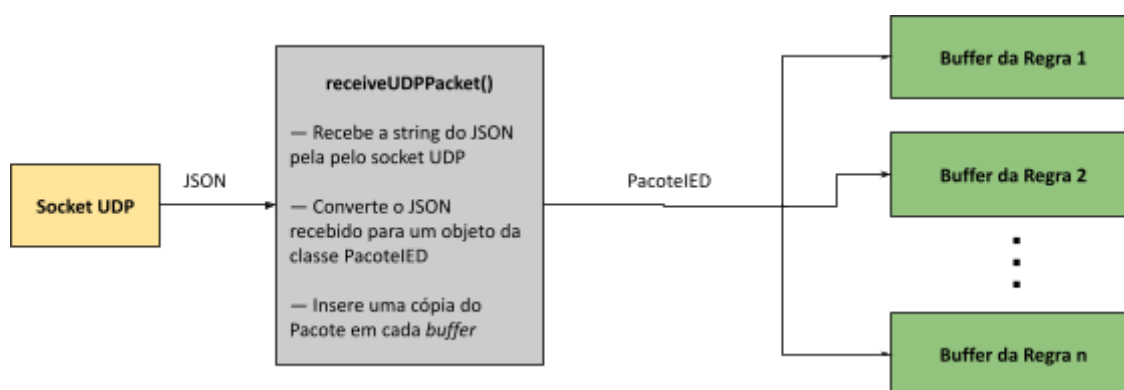 Socket UDP
JSON
receiveUDPPacket()
— Recebe a string do JSON
pela pelo socket UDP
— Converte o JSON
recebido para um objeto da
classe PacoteIED
— Insere uma cópia do
Pacote em cada buffer
PacoteIED
Buffer da Regra 1
Buffer da Regra 2
Buffer da Regra n